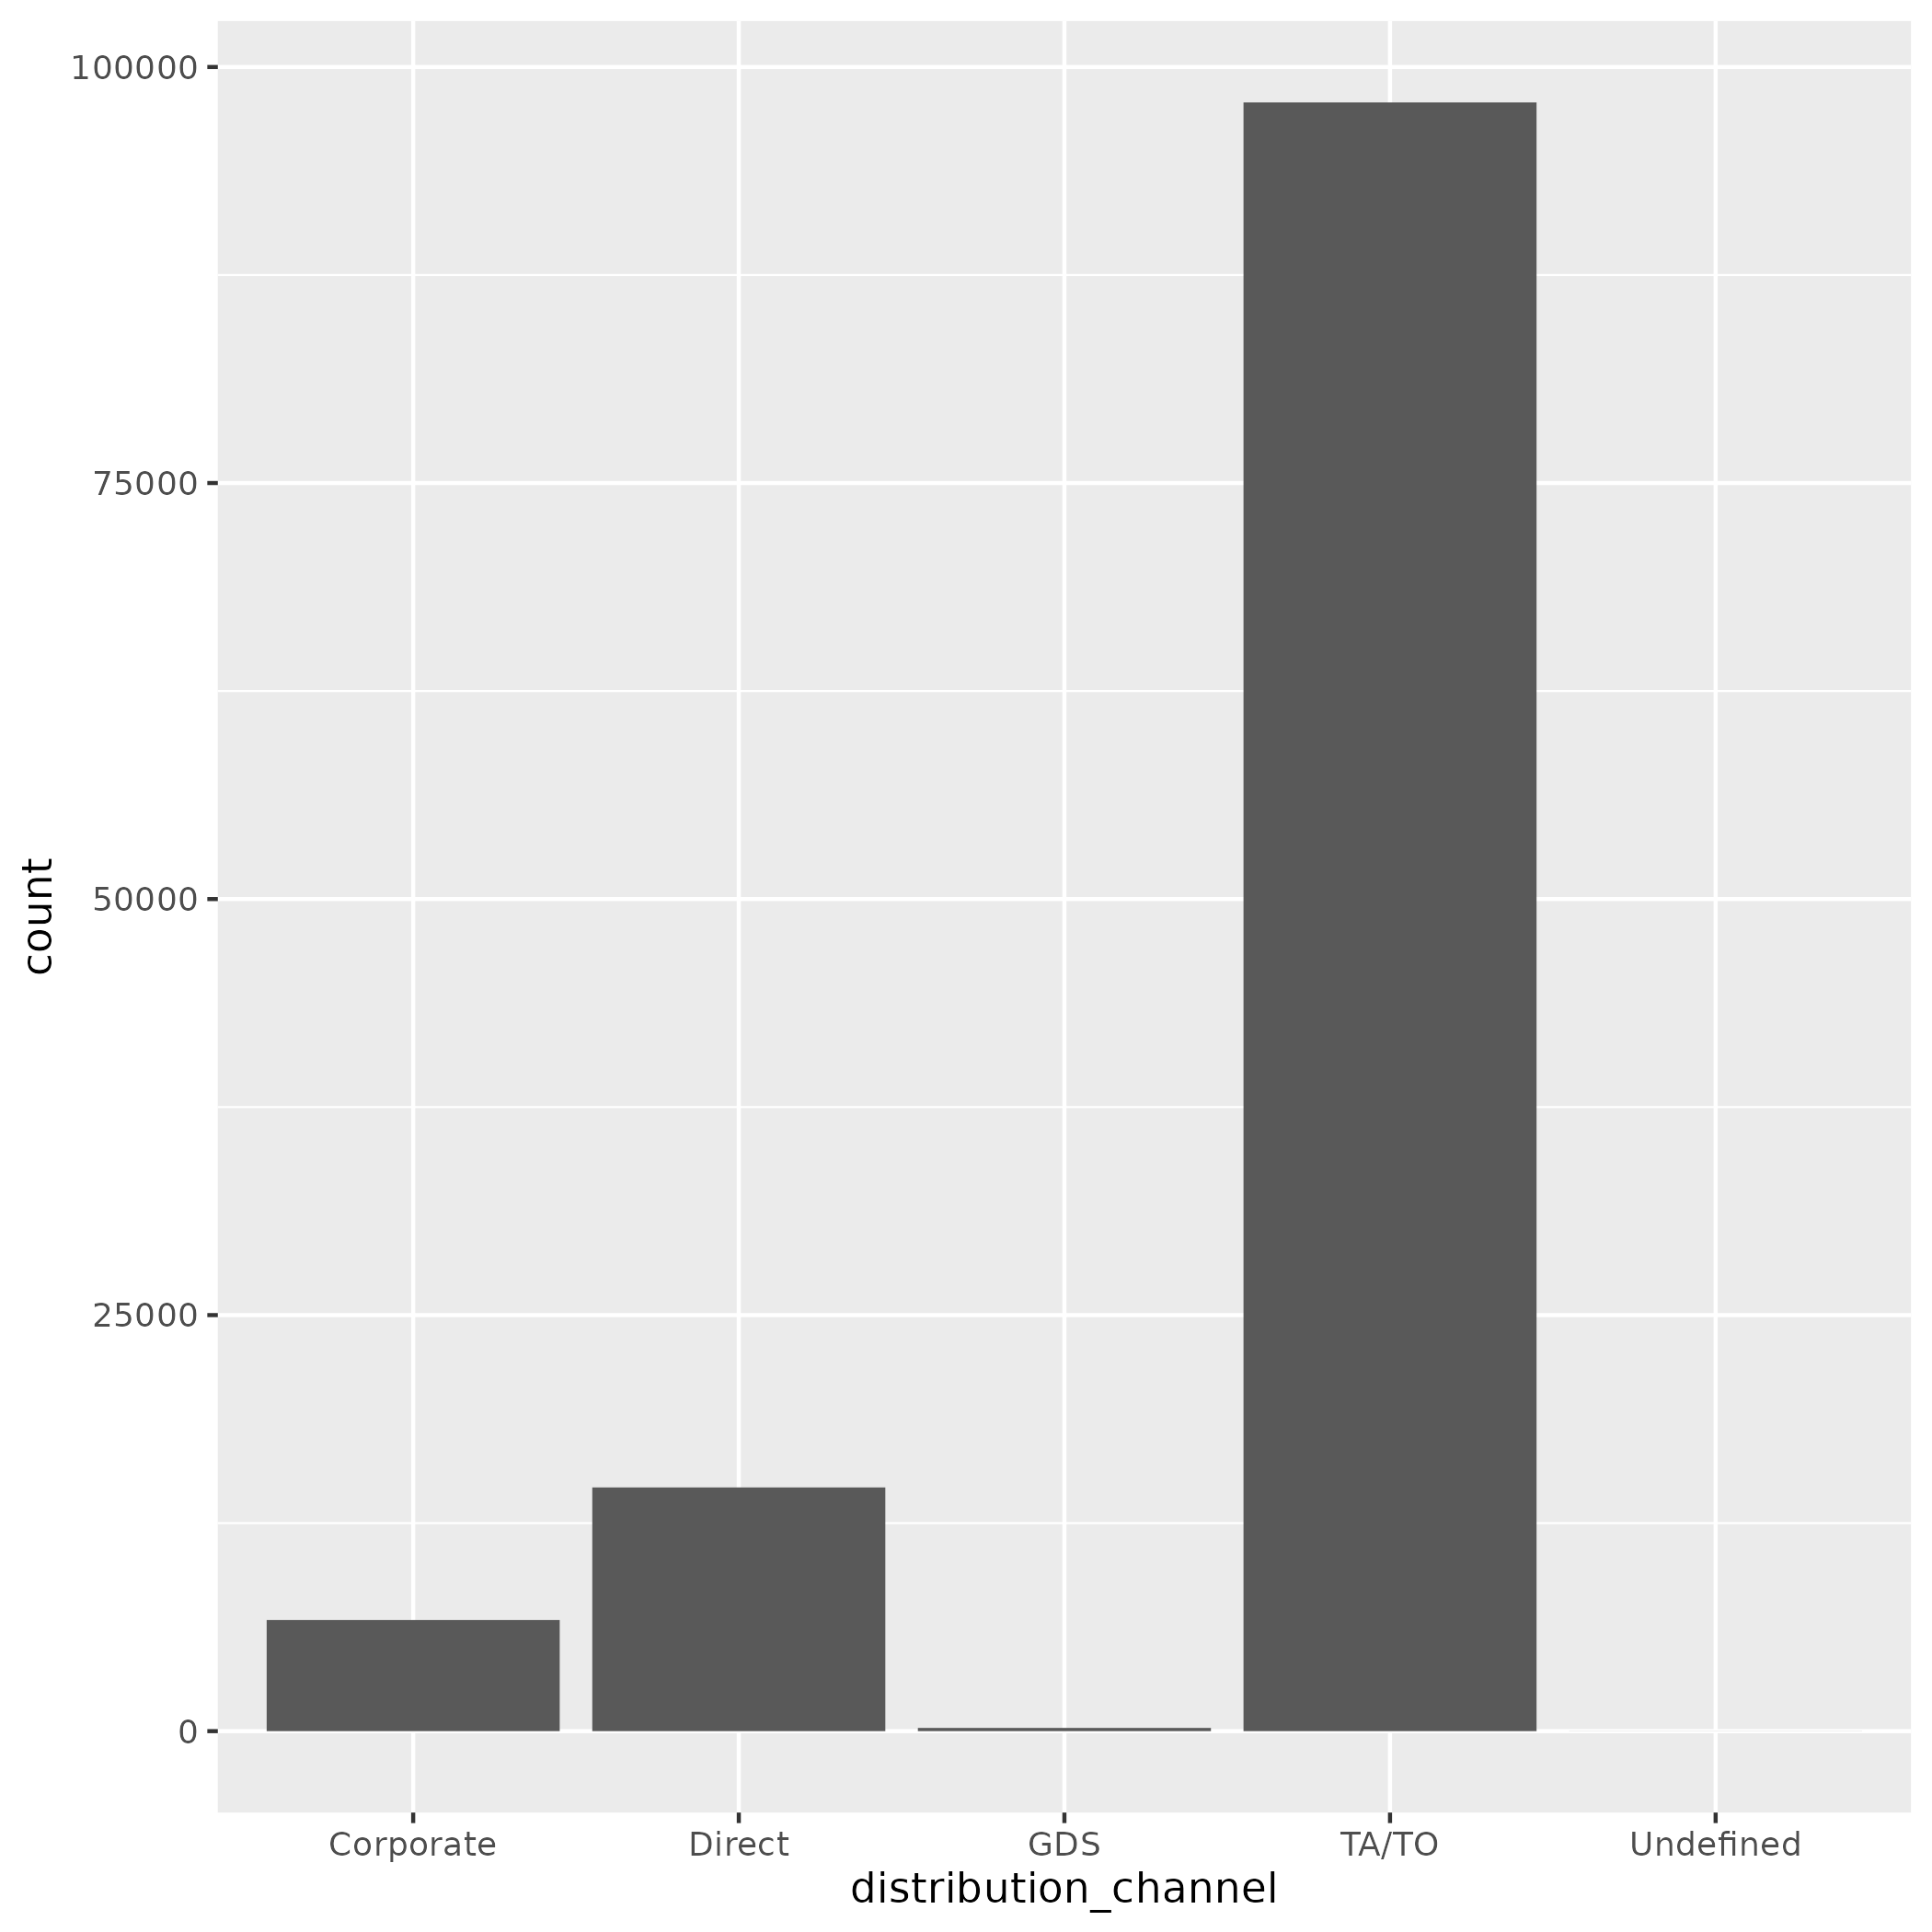 100000
75000
50000
25000
0
count
Corporate Direct GDS TA/TO Undefined
distribution_channel